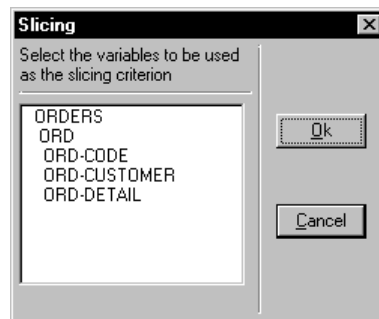 Slicing
Select the variables to be used
as the slicing criterion
ORDERS
ORD
ORD-CODE
ORD-CUSTOMER
ORD-DETAIL
Ok
Cancel